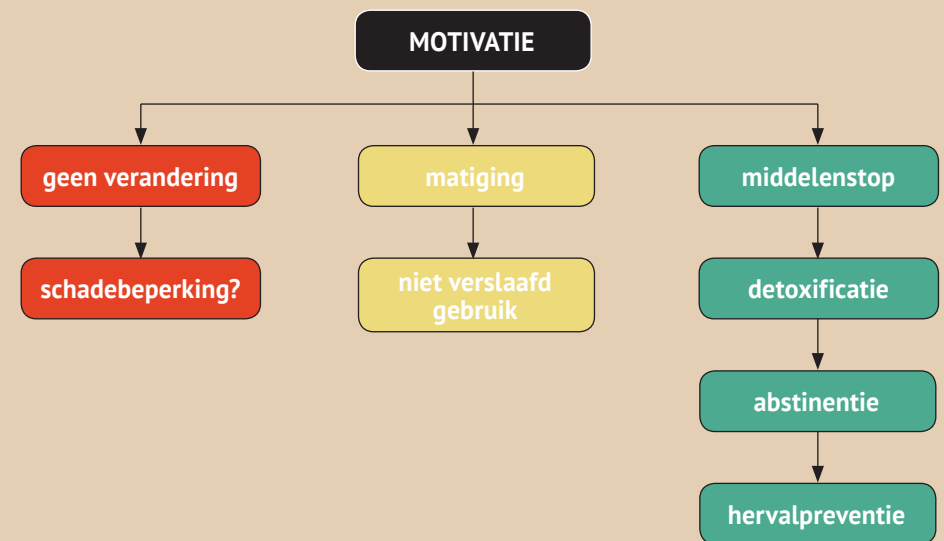 MOTIVATIE
geen verandering
matiging
middelenstop
schadebeperking?
niet verslaafd
gebruik
detoxificatie
abstinentie
hervalpreventie